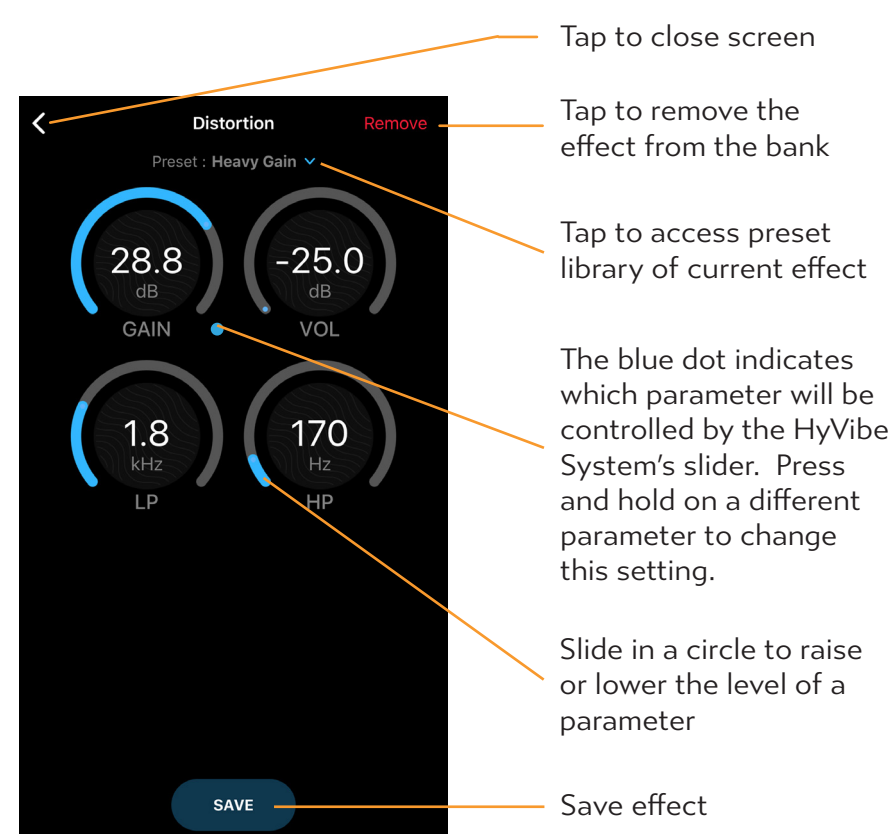 Tap to close screen
Distortion
Remove
Tap to remove the
effect from the bank
Preset : Heavy Gain
Tap to access preset
library of current effect
28.8
dB
GAIN
-25.0
dB
VOL
The blue dot indicates
which parameter will be
controlled by the HyVibe
System’s slider.  Press
and hold on a different
parameter to change
this setting.
1.8
kHz
LP
170
Hz
HP
Slide in a circle to raise
or lower the level of a
parameter
SAVE
Save effect